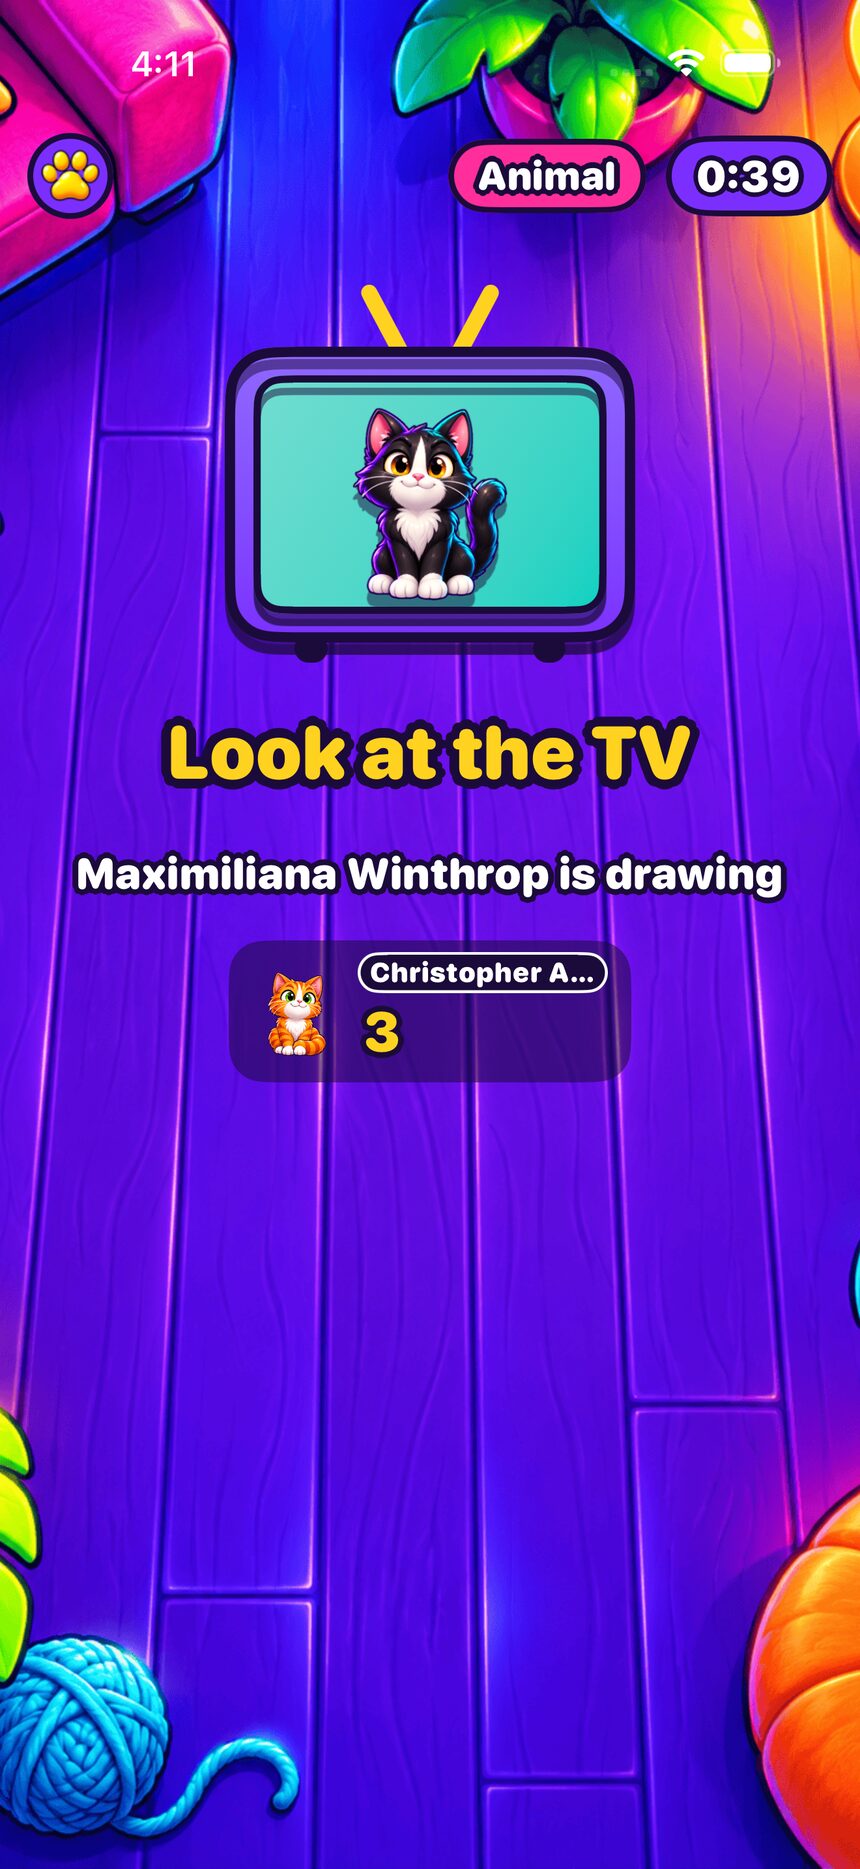 4:11
Animal
0:39
Look at the TV
Maximiliana Winthrop is drawing
Christopher A...
3